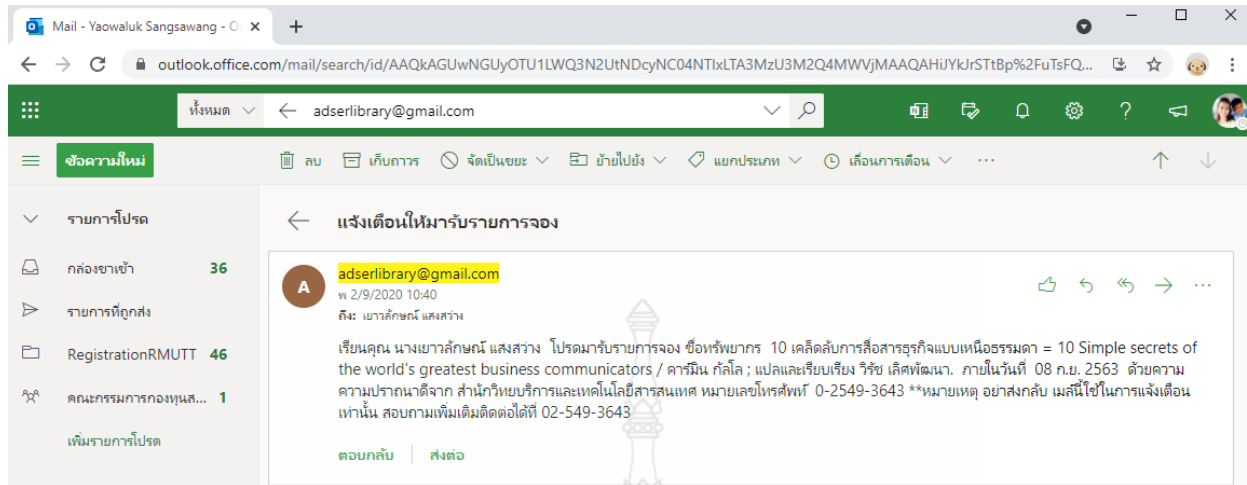 Mail - Yaowaluk Sangsawang - O
outlook.office.com/mail/search/id/AAQkAGUwNGUyOTU1LWQ3N2UtNDcyNC04NTIxLTA3MzU3M2Q4MWVjMAAQAHiJYkJrSTtBp%2FuTsFQ...
ทั้งหมด adserlibrary@gmail.com
ข้อความใหม่ ลบ เก็บถาวร จัดเป็นขยะ ย้ายไปยัง แยกประเภท เลื่อนการเตือน ...
รายการโปรด
แจ้งเตือนให้มารับรายการจอง
กล่องขาเข้า 36
รายการที่ถูกส่ง
RegistrationRMUTT 46
คณะกรรมการกองทุนส... 1
เพิ่มรายการโปรด
A
adserlibrary@gmail.com
พ 2/9/2020 10:40
ถึง: เยาวลักษณ์ แสงสว่าง
เรียนคุณ นางเยาวลักษณ์ แสงสว่าง โปรดมารับรายการจอง ชื่อทรัพยากร 10 เคล็ดลับการสื่อสารธุรกิจแบบเหนือธรรมดา = 10 Simple secrets of
the world's greatest business communicators / คาร์มีน กัลโล ; แปลและเรียบเรียง วิรัช เลิศพัฒนา. ภายในวันที่ 08 ก.ย. 2563 ด้วยความ
ความปราถนาดีจาก สำนักวิทยบริการและเทคโนโลยีสารสนเทศ หมายเลขโทรศัพท์ 0-2549-3643 **หมายเหตุ อย่าส่งกลับ เมล์นี้ใช้ในการแจ้งเตือน
เท่านั้น สอบถามเพิ่มเติมติดต่อได้ที่ 02-549-3643
ตอบกลับ ส่งต่อ